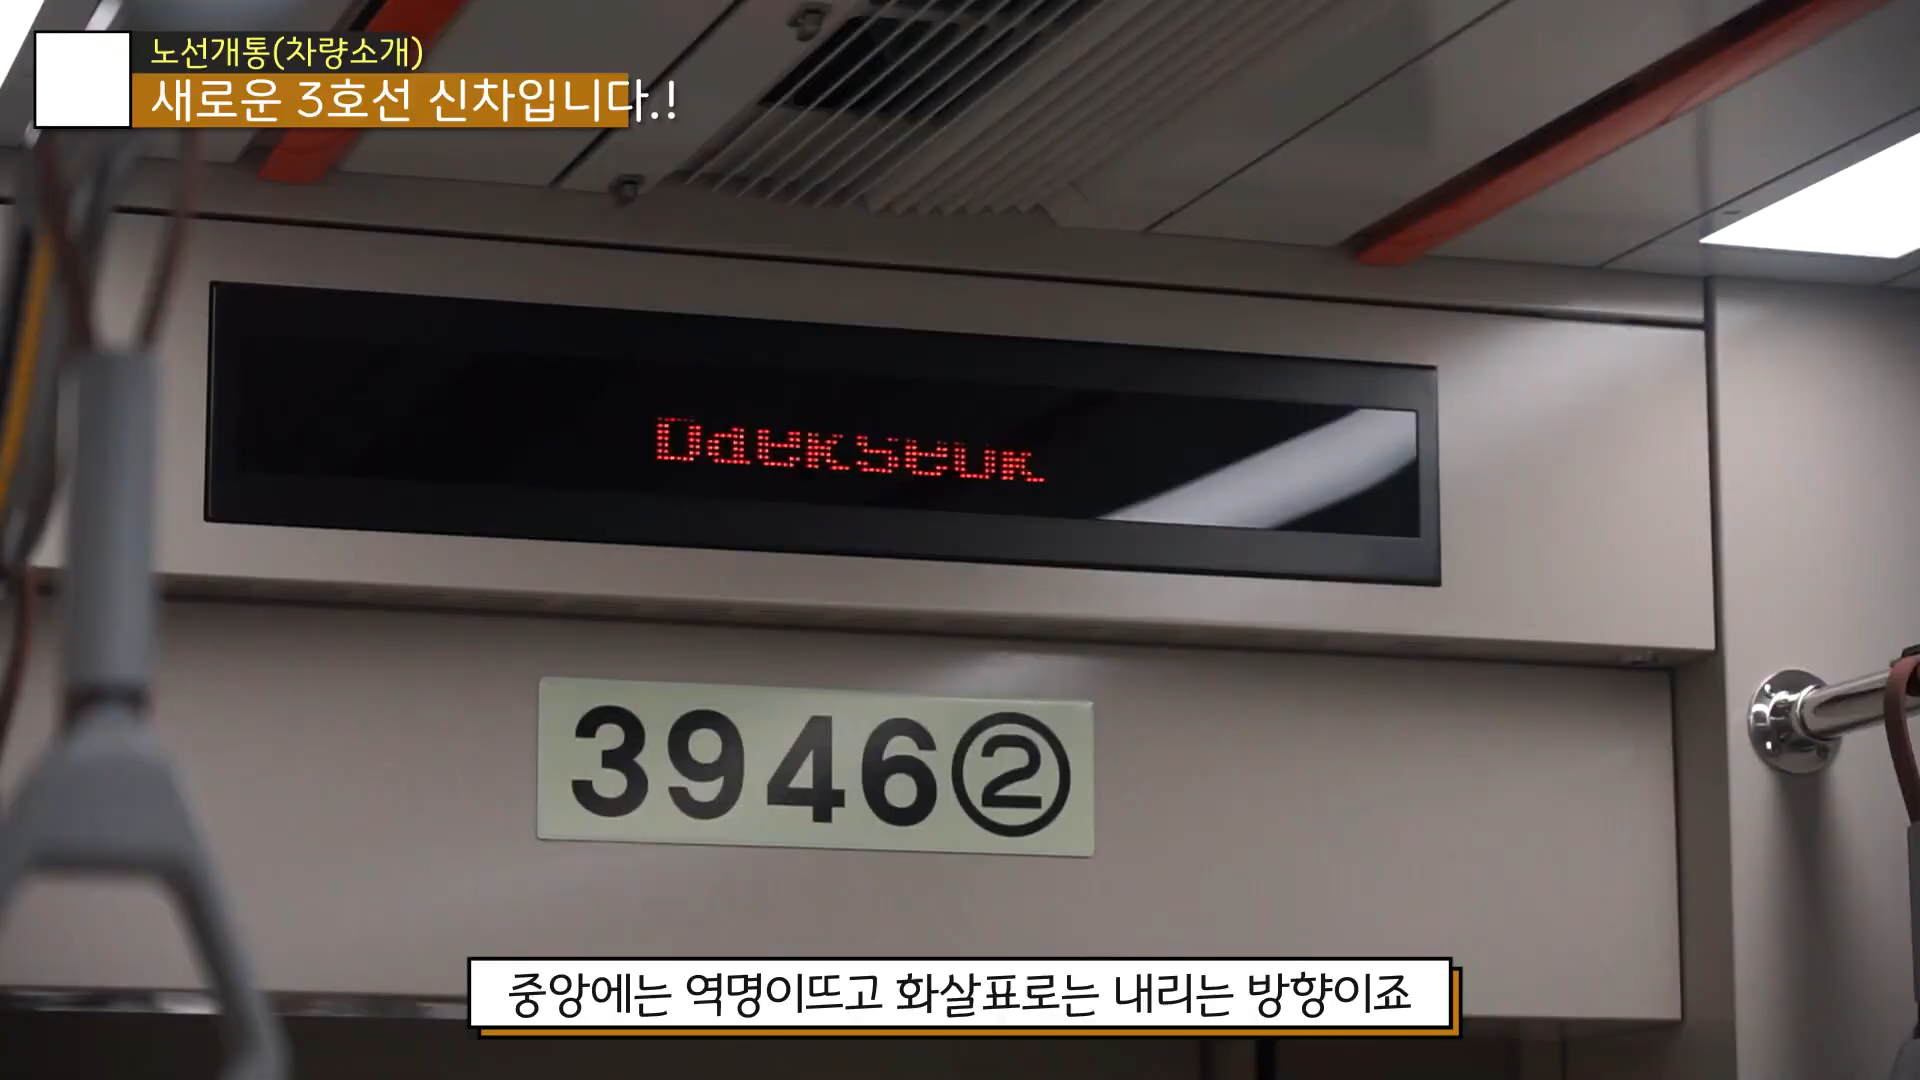 노선개통(차량소개)
새로운 3호선 신차입니다.!
Daekseuk
3946②
중앙에는 역명이뜨고 화살표로는 내리는 방향이죠